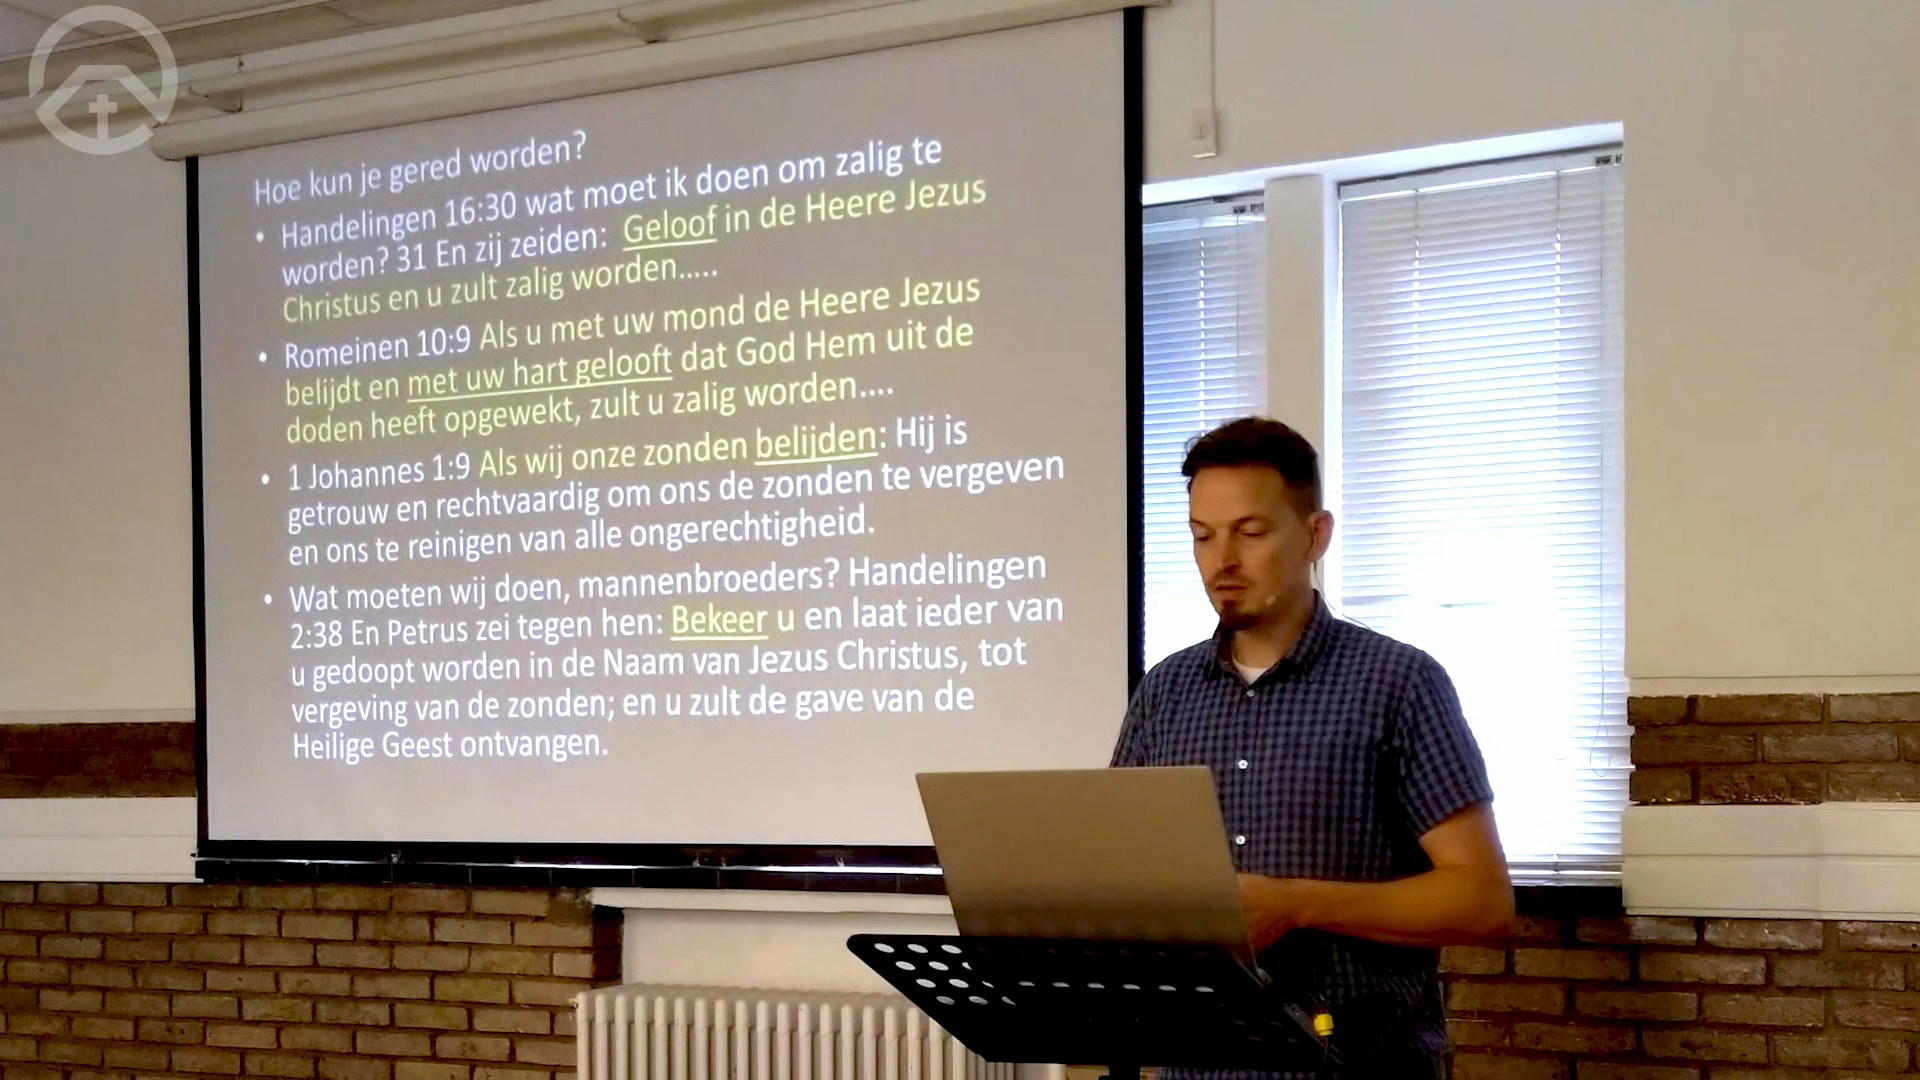 Hoe kun je gered worden?
• Handelingen 16:30 wat moet ik doen om zalig te
worden? 31 En zij zeiden: Geloof in de Heere Jezus
Christus en u zult zalig worden.....
• Romeinen 10:9 Als u met uw mond de Heere Jezus
belijdt en met uw hart gelooft dat God Hem uit de
doden heeft opgewekt, zult u zalig worden....
• 1 Johannes 1:9 Als wij onze zonden belijden: Hij is
getrouw en rechtvaardig om ons de zonden te vergeven
en ons te reinigen van alle ongerechtigheid.
• Wat moeten wij doen, mannenbroeders? Handelingen
2:38 En Petrus zei tegen hen: Bekeer u en laat ieder van
u gedoopt worden in de Naam van Jezus Christus, tot
vergeving van de zonden; en u zult de gave van de
Heilige Geest ontvangen.